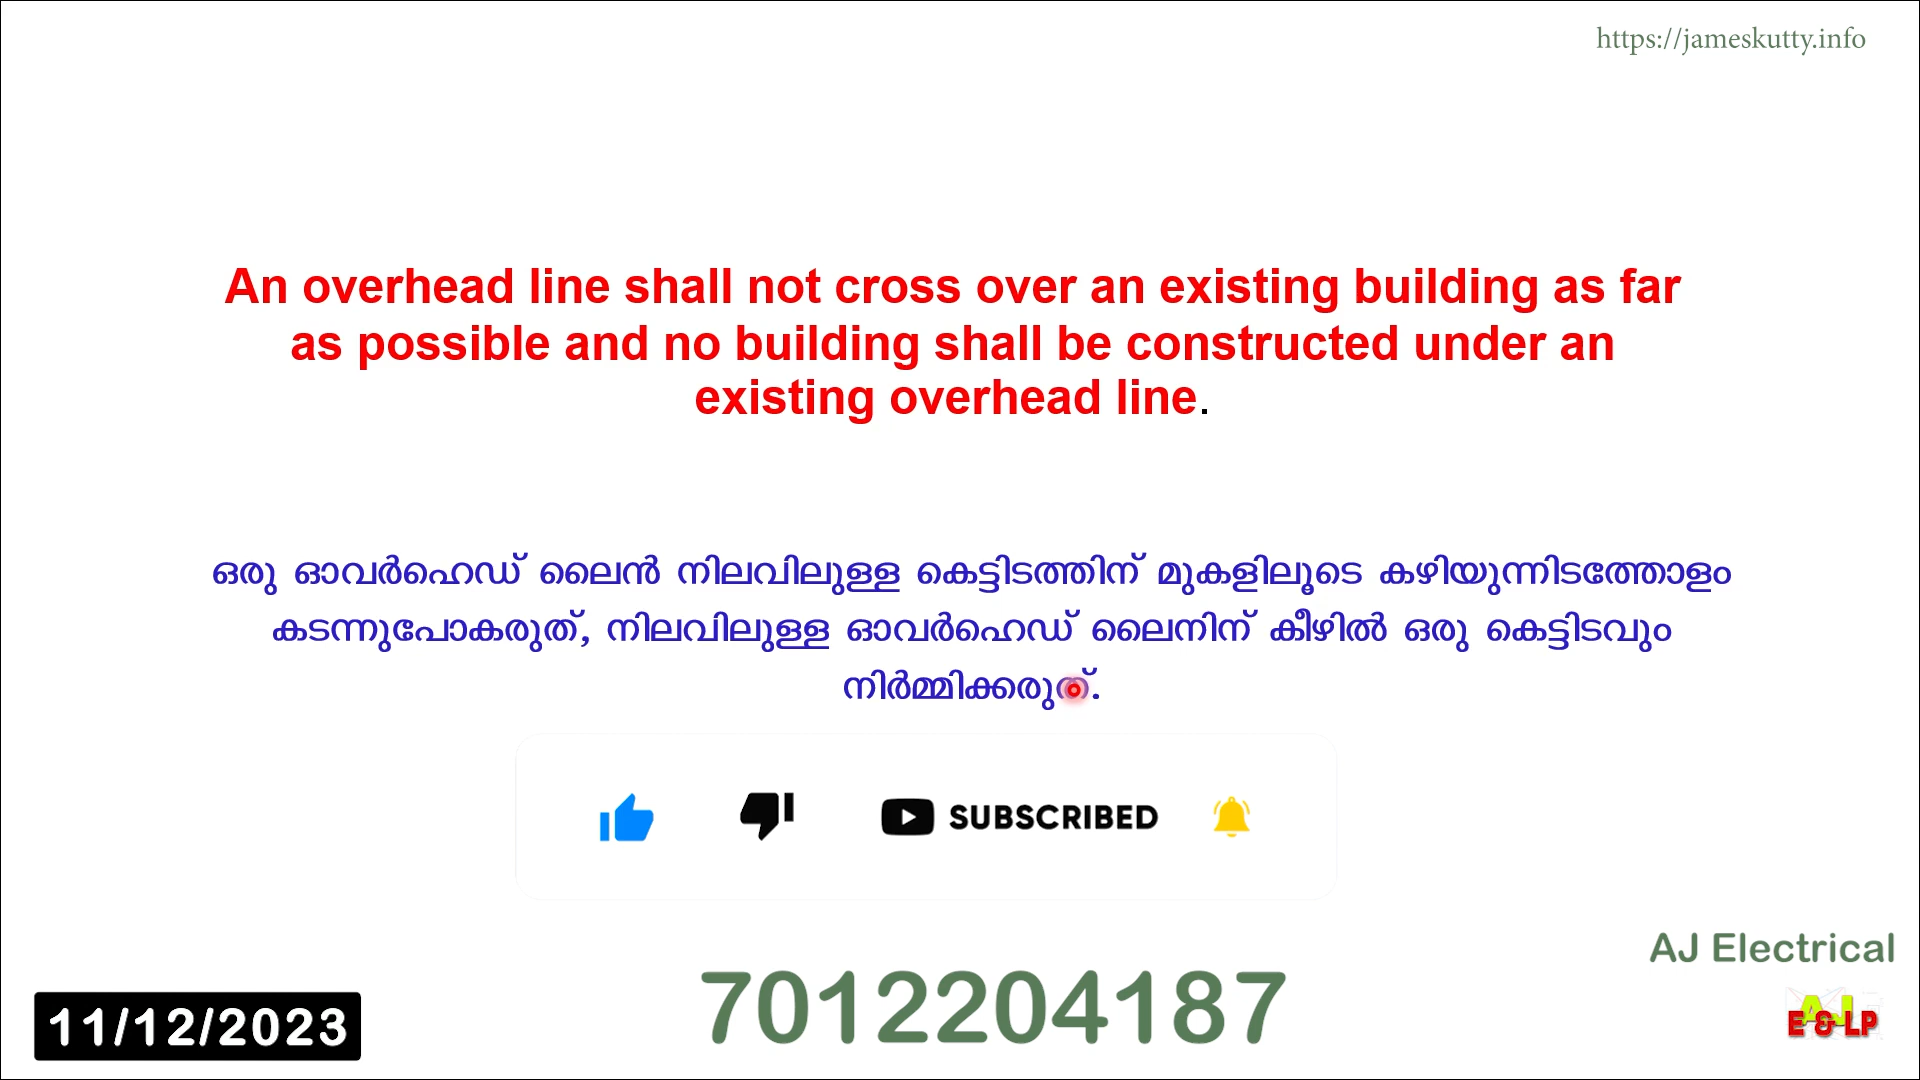 https://jameskutty.info
An overhead line shall not cross over an existing building as far
as possible and no building shall be constructed under an
existing overhead line.
ഒരു ഓവർഹെഡ് ലൈൻ നിലവിലുള്ള കെട്ടിടത്തിന് മുകളിലൂടെ കഴിയുന്നിടത്തോളം
കടന്നുപോകരുത്, നിലവിലുള്ള ഓവർഹെഡ് ലൈനിന് കീഴിൽ ഒരു കെട്ടിടവും
നിർമ്മിക്കരുത്.
SUBSCRIBED
AJ Electrical
7012204187
11/12/2023
AJ
E & LP